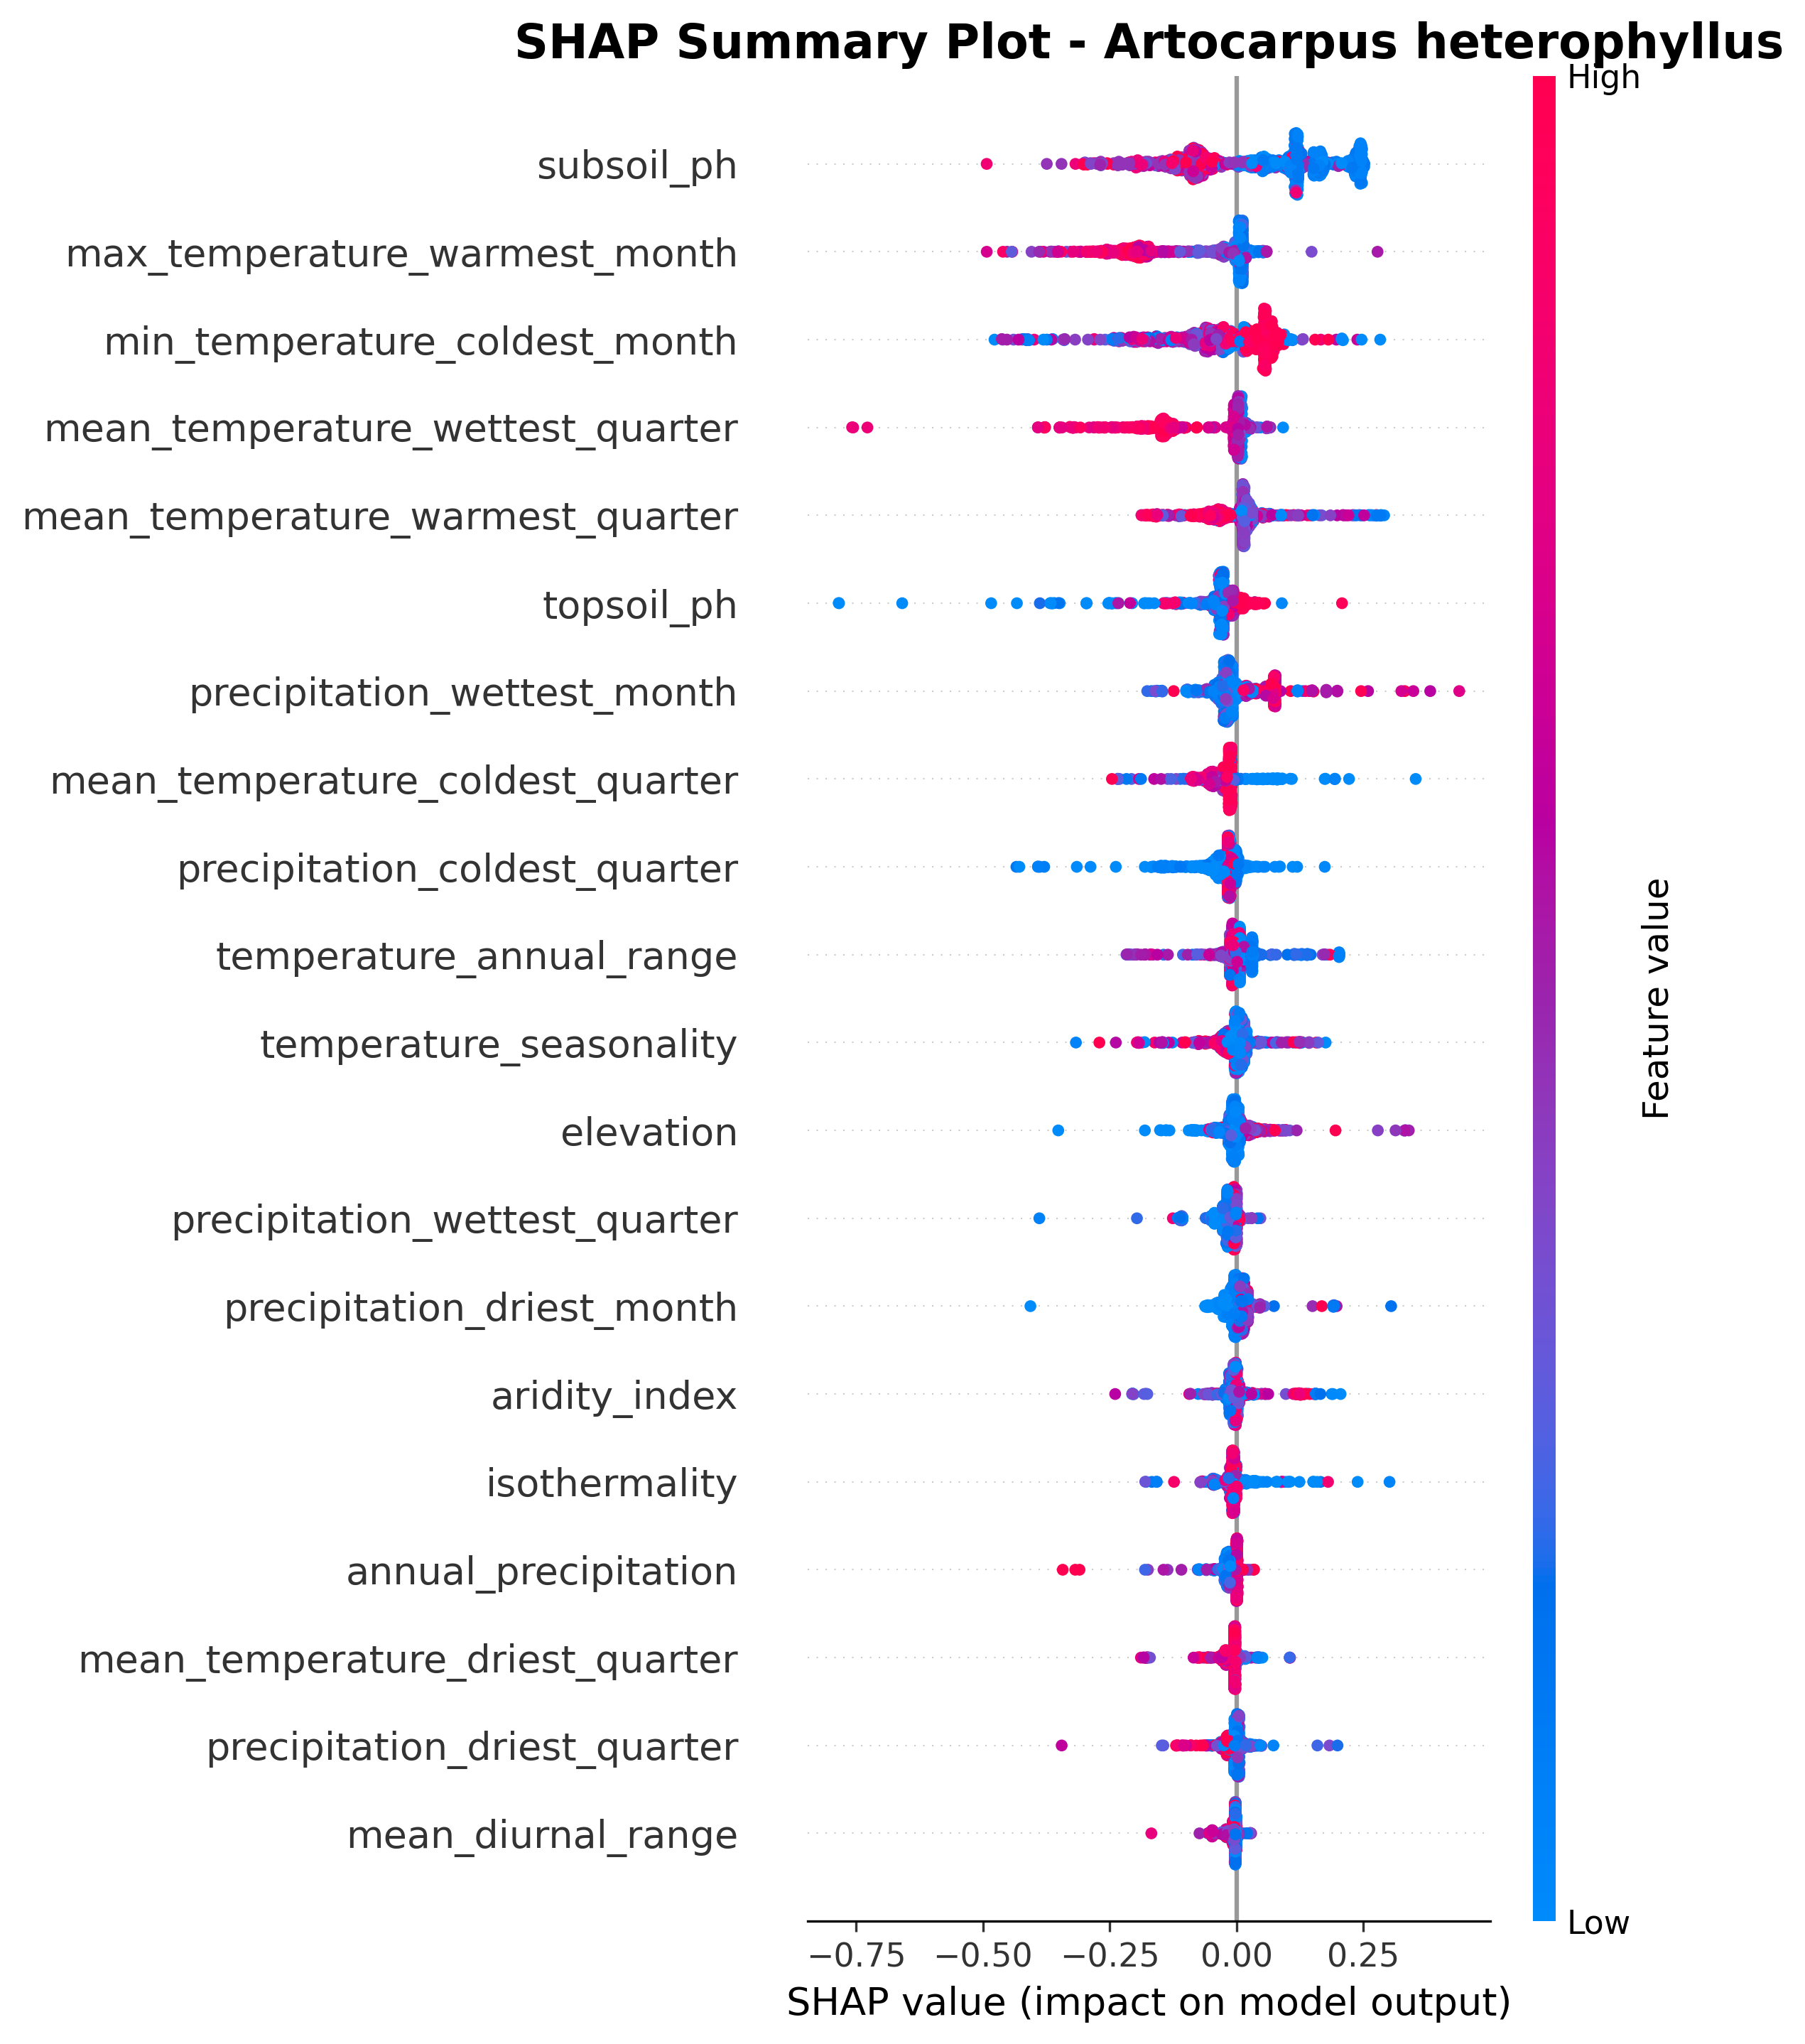 SHAP Summary Plot - Artocarpus heterophyllus
High
subsoil_ph
max_temperature_warmest_month
min_temperature_coldest_month
mean_temperature_wettest_quarter
mean_temperature_warmest_quarter
topsoil_ph
precipitation_wettest_month
mean_temperature_coldest_quarter
precipitation_coldest_quarter
temperature_annual_range
temperature_seasonality
elevation
precipitation_wettest_quarter
precipitation_driest_month
aridity_index
isothermality
annual_precipitation
mean_temperature_driest_quarter
precipitation_driest_quarter
mean_diurnal_range
Feature value
Low
−0.75 −0.50 −0.25 0.00 0.25
SHAP value (impact on model output)